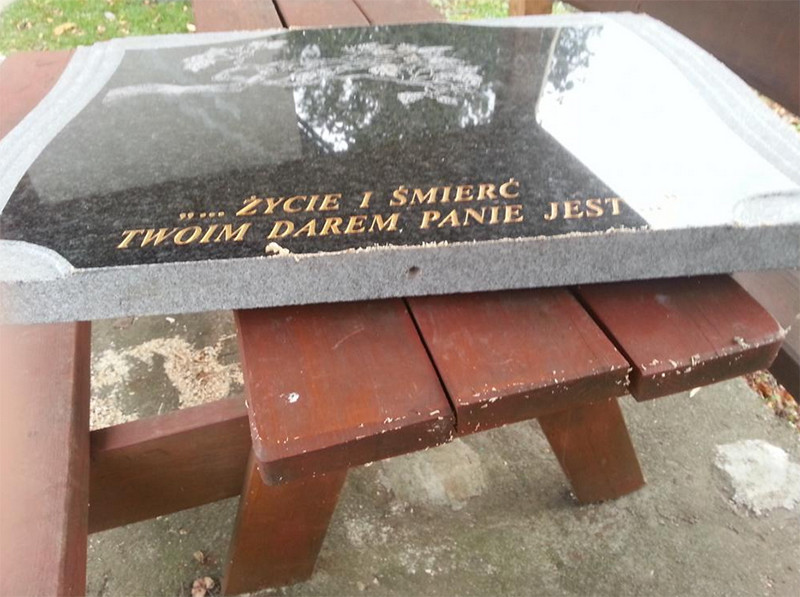 „... ŻYCIE I ŚMIERĆ
TWOIM DAREM PANIE JEST ..."